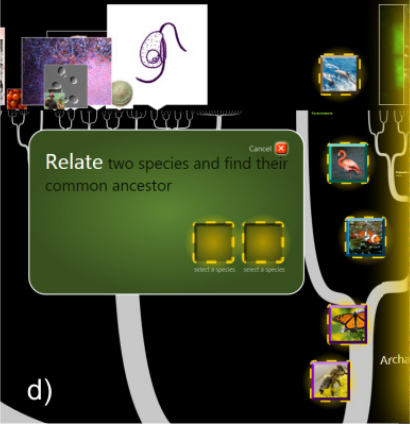 Cancel
Relate two species and find their
common ancestor
select a species select a species
d)
Archa